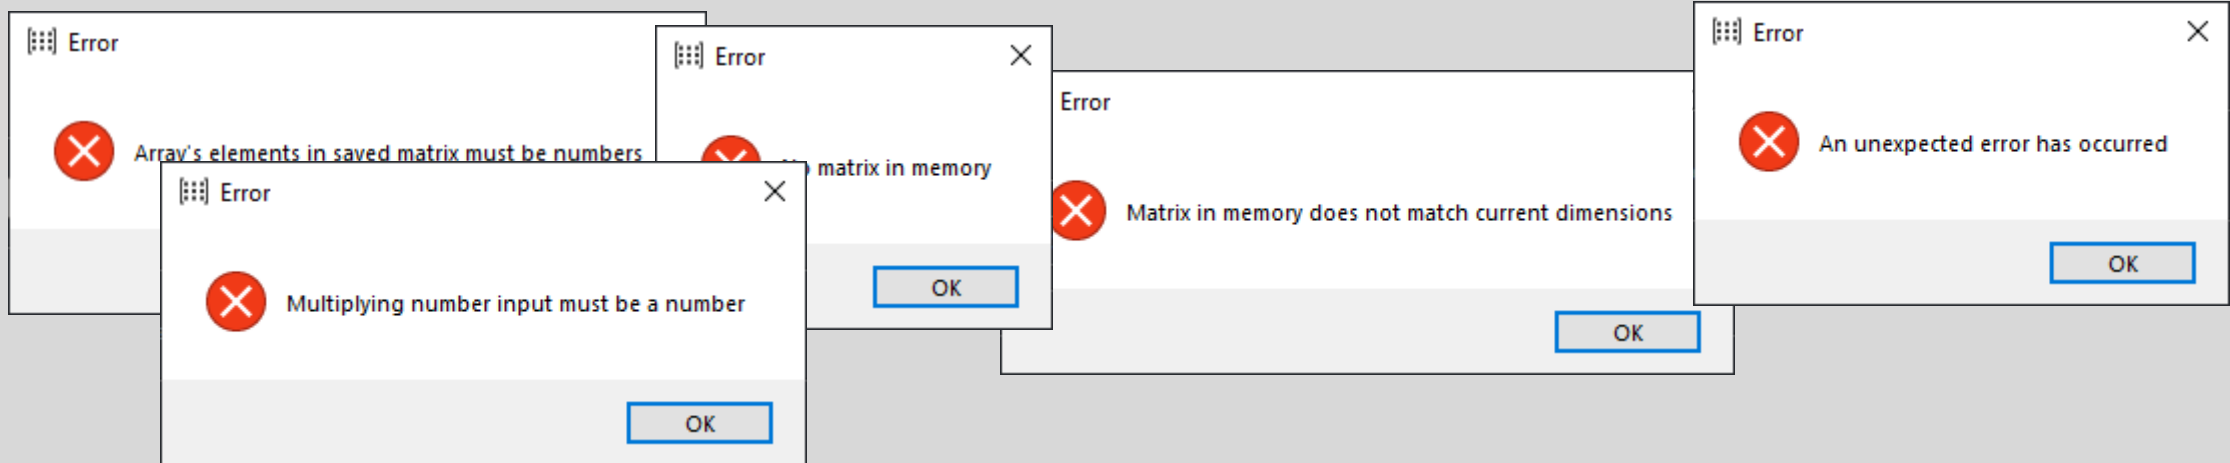 Error
Array's elements in saved matrix must be numbers
Error
Multiplying number input must be a number
OK
Error
matrix in memory
OK
Error
Matrix in memory does not match current dimensions
OK
Error
An unexpected error has occurred
OK